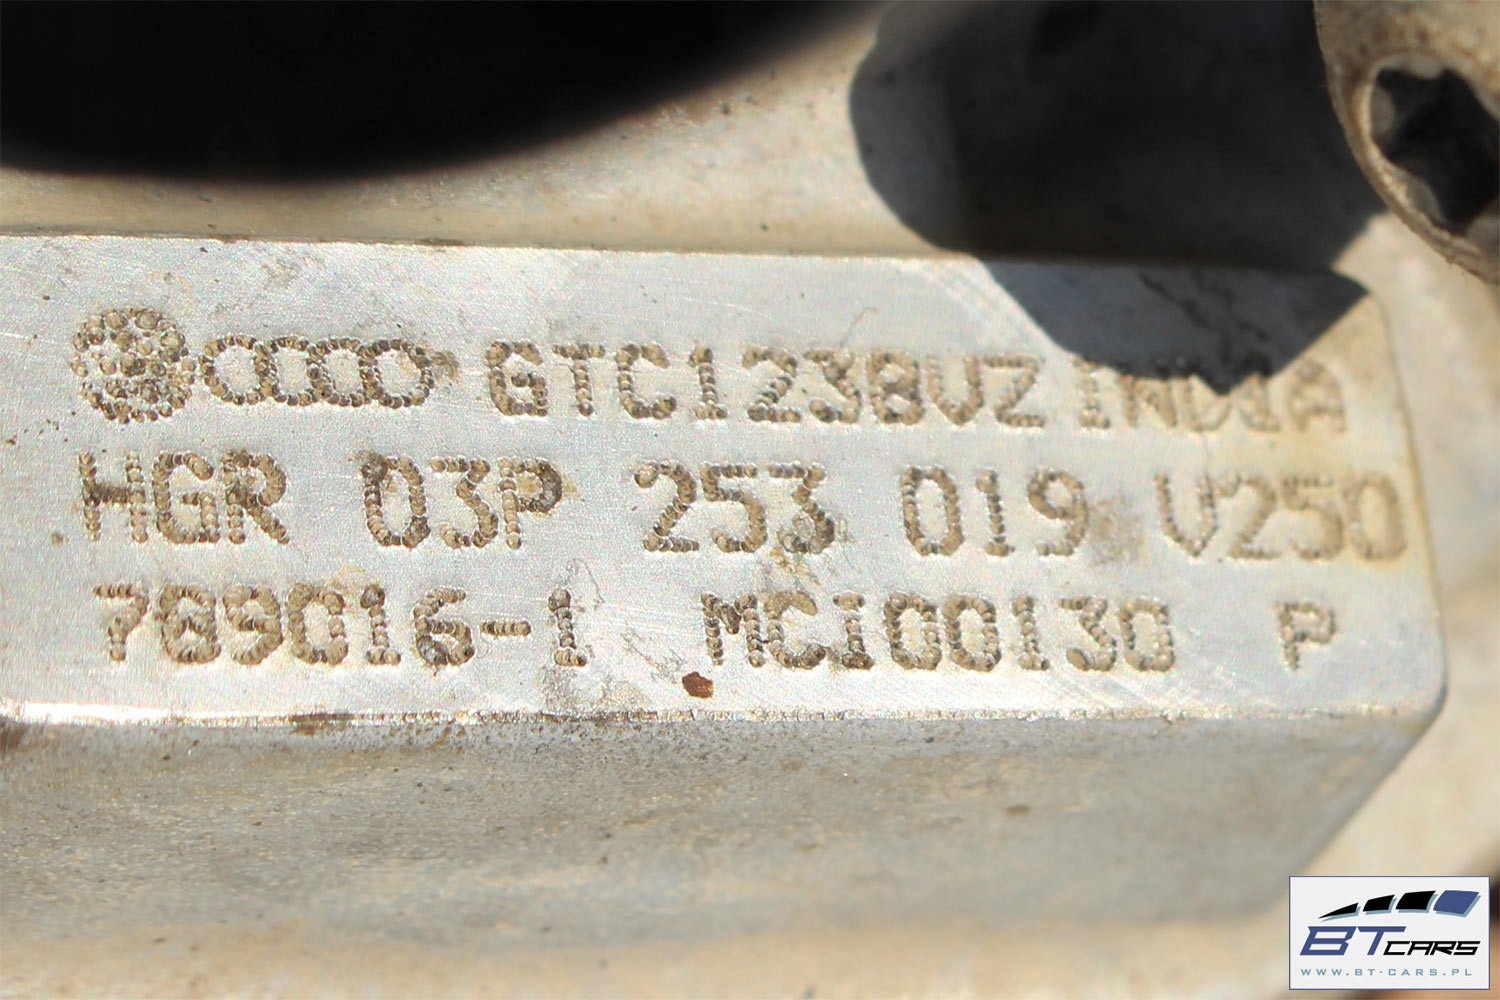 GTC1238VZ INDIA
HGR 03P 253 019 V250
789016-1 MC100130 P
BT CARS
WWW.BT-CARS.PL